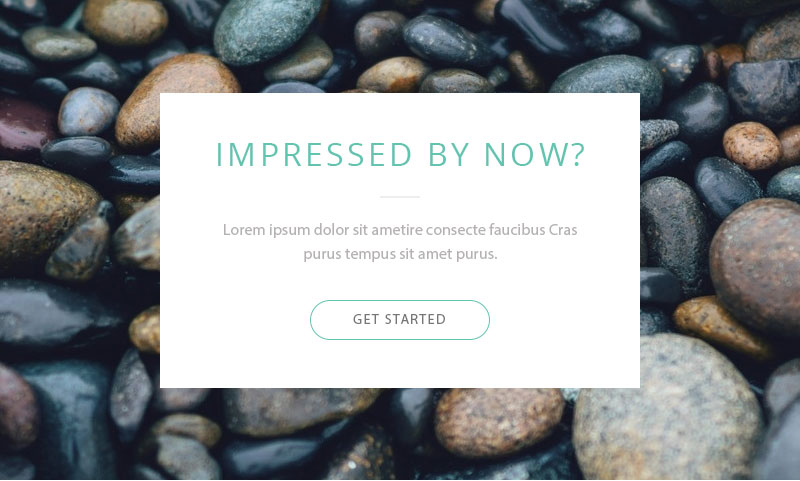 IMPRESSED BY NOW?
Lorem ipsum dolor sit ametire consecte faucibus Cras
purus tempus sit amet purus.
GET STARTED